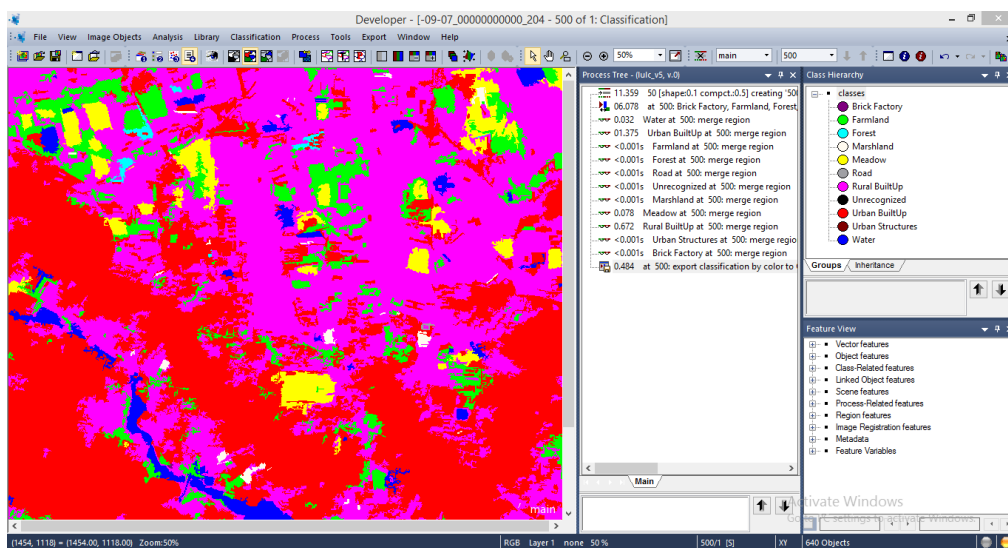 Developer - [-09-07_00000000000_204 - 500 of 1: Classification]
File View Image Objects Analysis Library Classification Process Tools Export Window Help
50% main 500
Process Tree - (lulc_v5, v.0)
11.359 50 [shape:0.1 compct.:0.5] creating '500
06.078 at 500: Brick Factory, Farmland, Forest,
0.032 Water at 500: merge region
01.375 Urban BuiltUp at 500: merge region
<0.001s Farmland at 500: merge region
<0.001s Forest at 500: merge region
<0.001s Road at 500: merge region
<0.001s Unrecognized at 500: merge region
<0.001s Marshland at 500: merge region
0.078 Meadow at 500: merge region
0.672 Rural BuiltUp at 500: merge region
<0.001s Urban Structures at 500: merge regio
<0.001s Brick Factory at 500: merge region
0.484 at 500: export classification by color to
Main
Class Hierarchy
classes
Brick Factory
Farmland
Forest
Marshland
Meadow
Road
Rural BuiltUp
Unrecognized
Urban BuiltUp
Urban Structures
Water
Groups Inheritance
Feature View
Vector features
Object features
Class-Related features
Linked Object features
Scene features
Process-Related features
Region features
Image Registration features
Metadata
Feature Variables
main
Activate Windows
Go to PC settings to activate Windows.
(1454, 1118) = (1454.00, 1118.00) Zoom:50%
RGB Layer 1 none 50 % 500/1 [S] XY 640 Objects